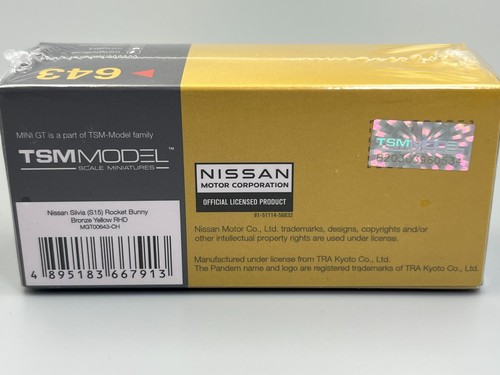 643
MINI GT is a part of TSM-Model family
TSMMODEL™
SCALE MINIATURES
Nissan Silvia (S15) Rocket Bunny
Bronze Yellow RHD
MGT00643-CH
4 895183 667913
NISSAN
MOTOR CORPORATION
OFFICIAL LICENSED PRODUCT
TSMMODEL
Nissan Motor Co., Ltd. trademarks, designs, copyrights and/or
other intellectual property rights are used under license.
Manufactured under license from TRA Kyoto Co., Ltd.
The Pandem name and logo are registered trademarks of TRA Kyoto Co., Ltd.